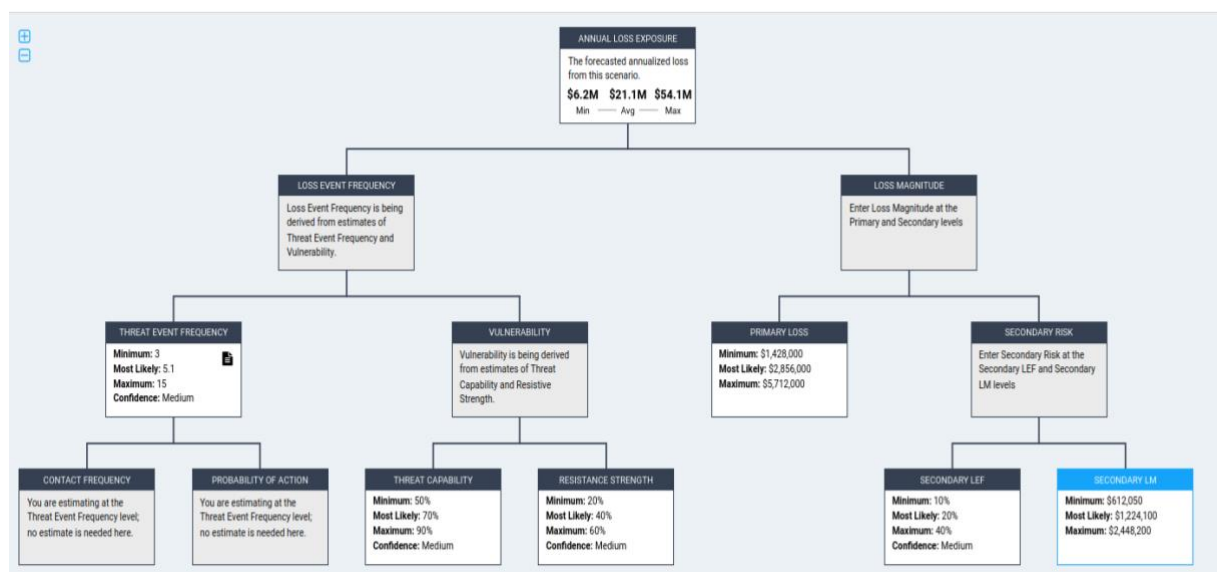 ANNUAL LOSS EXPOSURE
The forecasted annualized loss
from this scenario.
$6.2M $21.1M $54.1M
Min Avg Max
LOSS EVENT FREQUENCY
Loss Event Frequency is being
derived from estimates of
Threat Event Frequency and
Vulnerability.
LOSS MAGNITUDE
Enter Loss Magnitude at the
Primary and Secondary levels
THREAT EVENT FREQUENCY
Minimum: 3
Most Likely: 5.1
Maximum: 15
Confidence: Medium
VULNERABILITY
Vulnerability is being derived
from estimates of Threat
Capability and Resistive
Strength.
PRIMARY LOSS
Minimum: $1,428,000
Most Likely: $2,856,000
Maximum: $5,712,000
SECONDARY RISK
Enter Secondary Risk at the
Secondary LEF and Secondary
LM levels
CONTACT FREQUENCY
You are estimating at the
Threat Event Frequency level;
no estimate is needed here.
PROBABILITY OF ACTION
You are estimating at the
Threat Event Frequency level;
no estimate is needed here.
THREAT CAPABILITY
Minimum: 50%
Most Likely: 70%
Maximum: 90%
Confidence: Medium
RESISTANCE STRENGTH
Minimum: 20%
Most Likely: 40%
Maximum: 60%
Confidence: Medium
SECONDARY LEF
Minimum: 10%
Most Likely: 20%
Maximum: 40%
Confidence: Medium
SECONDARY LM
Minimum: $612,050
Most Likely: $1,224,100
Maximum: $2,448,200